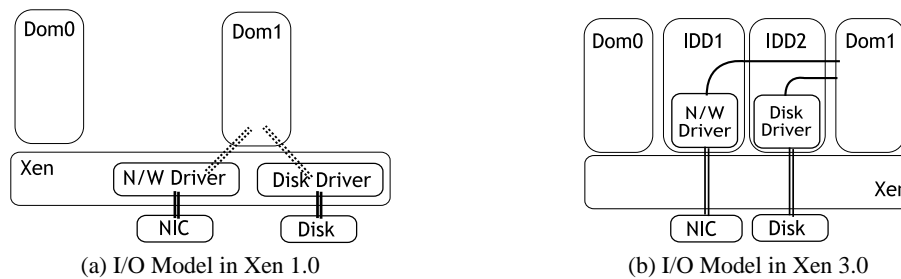 Dom0
Dom1
Xen
N/W Driver
Disk Driver
NIC
Disk
(a) I/O Model in Xen 1.0
Dom0
IDD1
IDD2
Dom1
N/W
Driver
Disk
Driver
Xen
NIC
Disk
(b) I/O Model in Xen 3.0